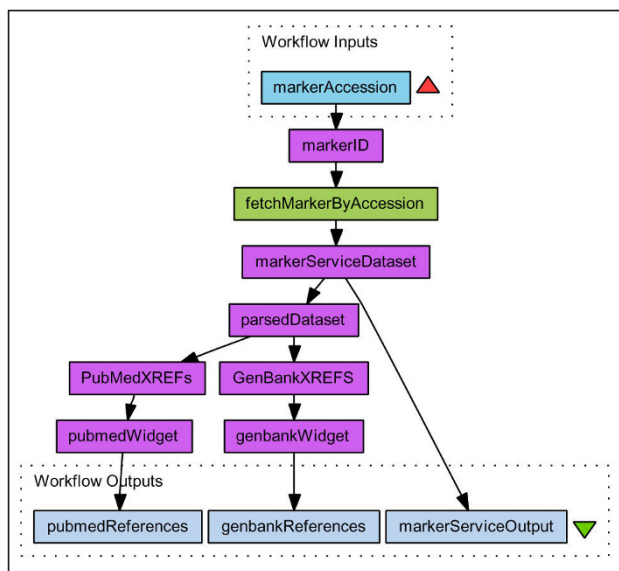 Workflow Inputs
markerAccession
markerID
fetchMarkerByAccession
markerServiceDataset
parsedDataset
PubMedXREFs
GenBankXREFS
pubmedWidget
genbankWidget
Workflow Outputs
pubmedReferences
genbankReferences
markerServiceOutput